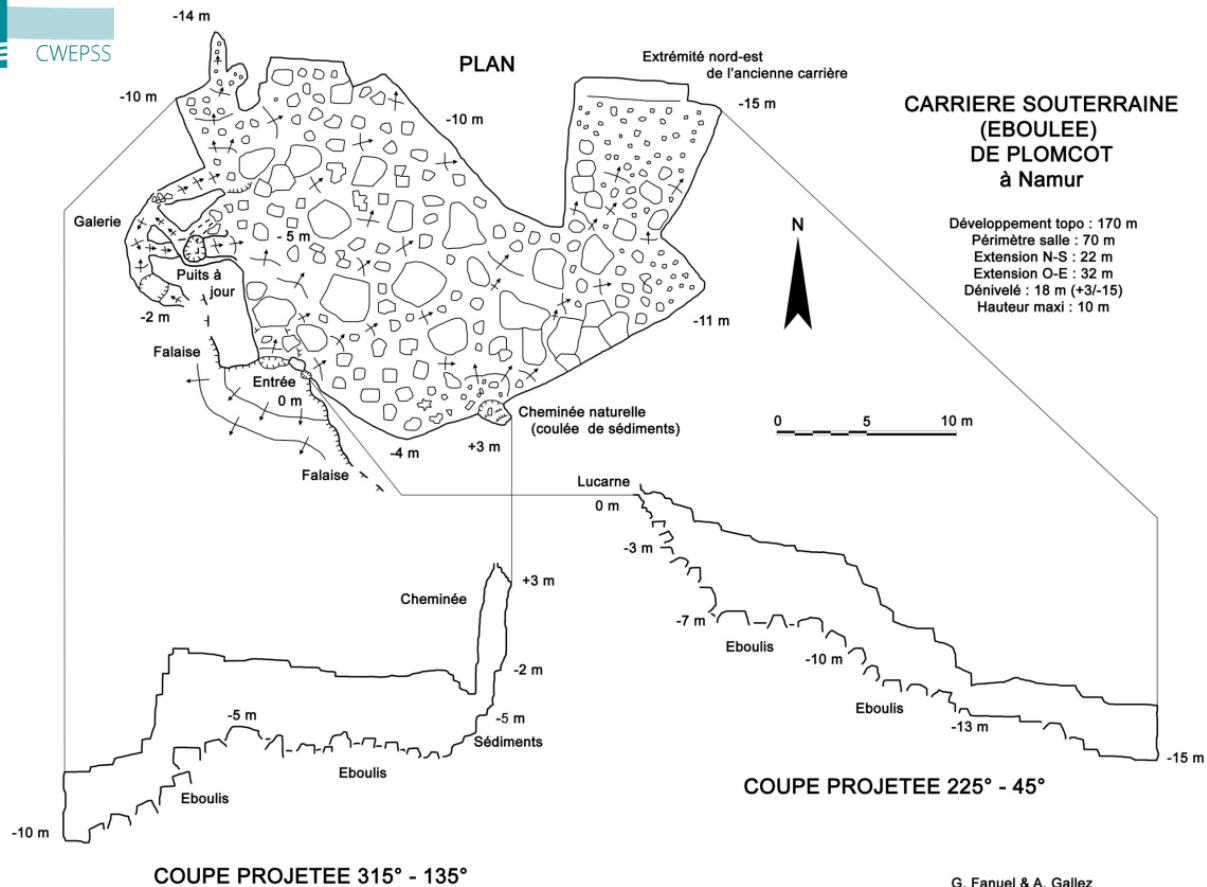 CWEPSS
-14 m
PLAN
Extrémité nord-est
de l'ancienne carrière
-10 m
-10 m
-15 m
CARRIERE SOUTERRAINE
(EBOULEE)
DE PLOMCOT
à Namur
Développement topo : 170 m
Périmètre salle : 70 m
Extension N-S : 22 m
Extension O-E : 32 m
Dénivelé : 18 m (+3/-15)
Hauteur maxi : 10 m
N
Galerie
- 5 m
Puits à
jour
-2 m
-11 m
Falaise
Entrée
0 m
Cheminée naturelle
(coulée de sédiments)
0 5 10 m
-4 m
+3 m
Falaise
Lucarne
0 m
-3 m
-7 m
Eboulis
-10 m
Eboulis
-13 m
-15 m
COUPE PROJETEE 225° - 45°
+3 m
Cheminée
-2 m
-5 m
-5 m
Sédiments
Eboulis
Eboulis
-10 m
COUPE PROJETEE 315° - 135°
G. Fanuel & A. Gallez